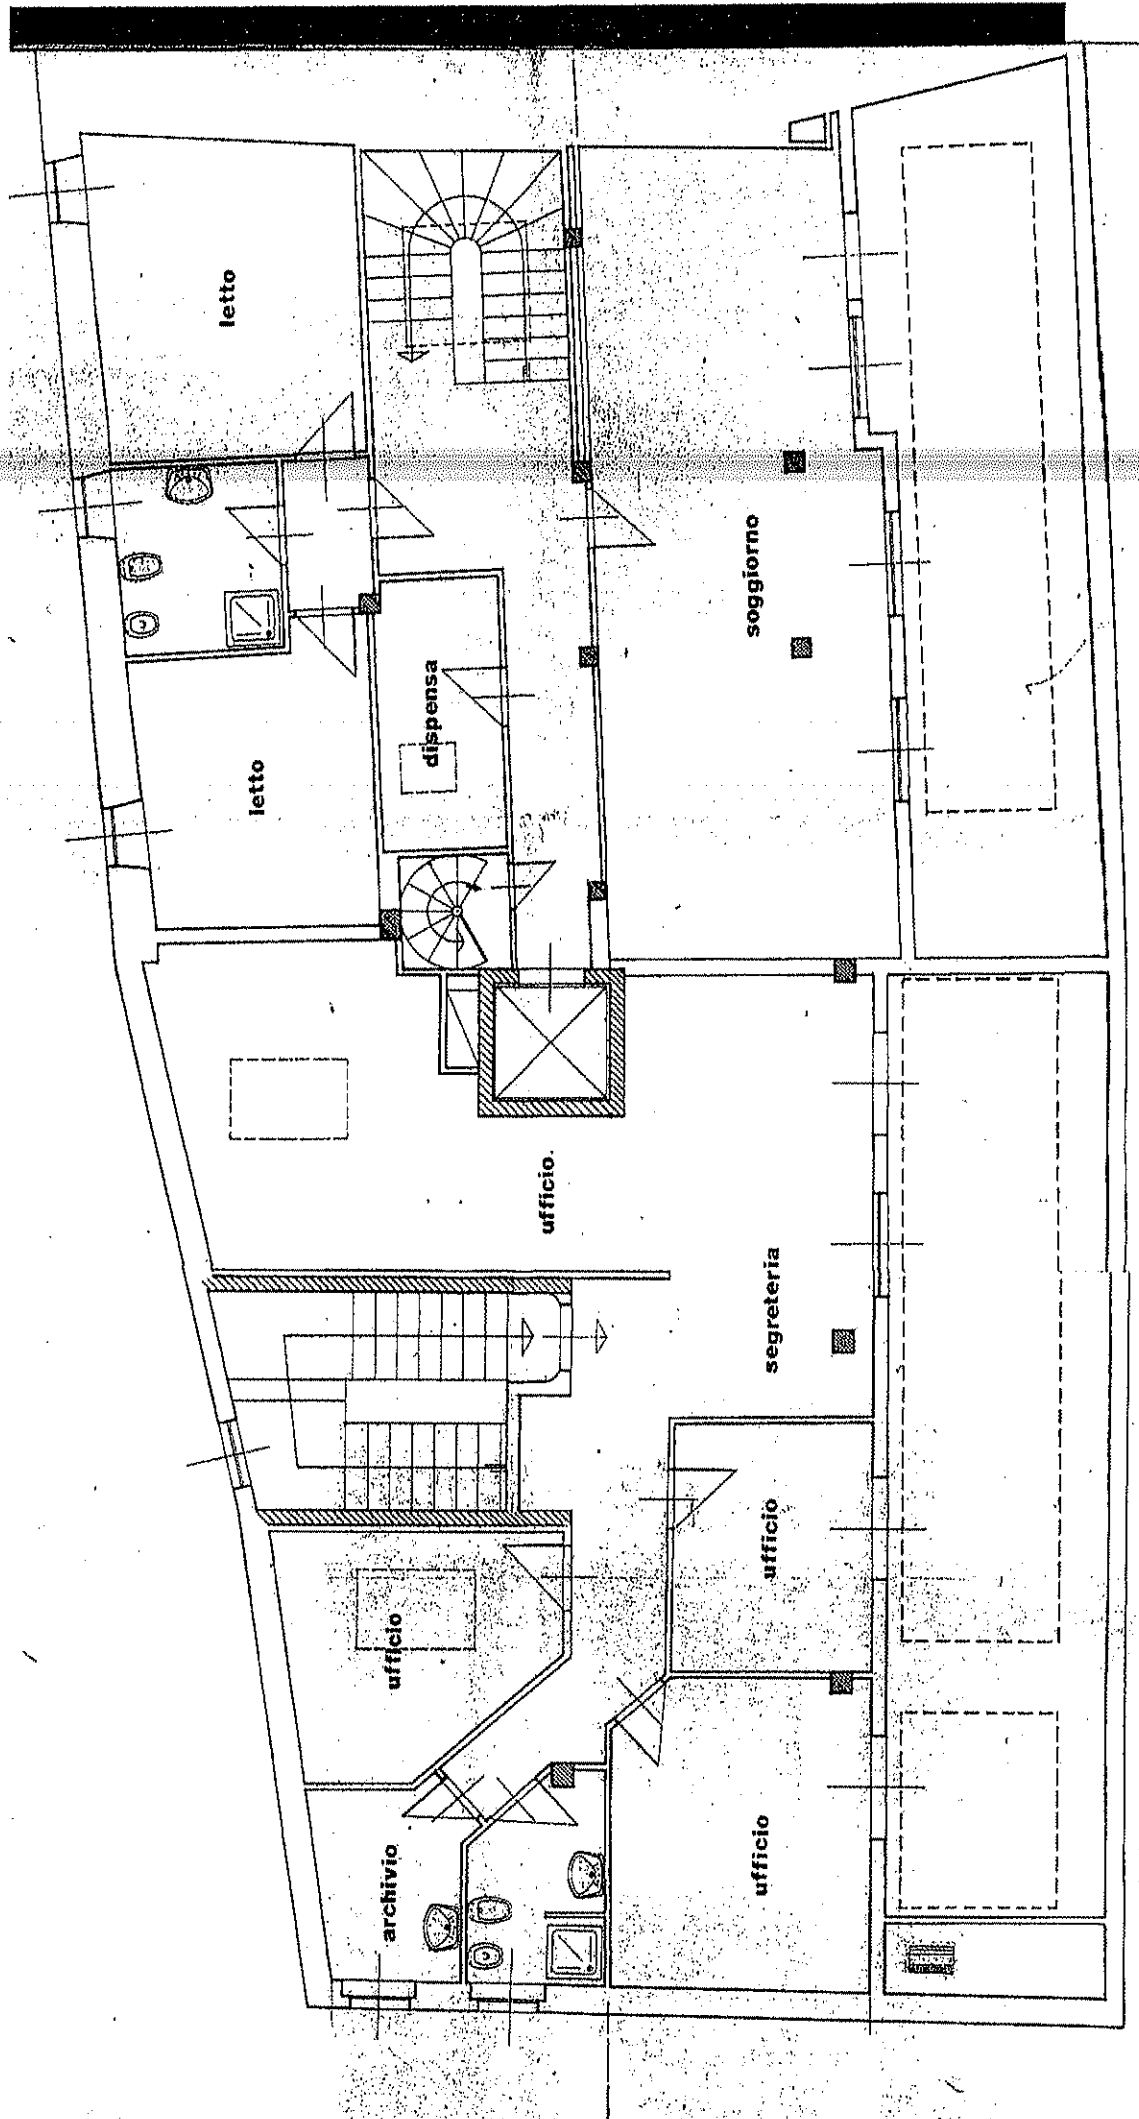 letto
letto
dispensa
soggiorno
ufficio.
segreteria
ufficio
ufficio
archivio
ufficio